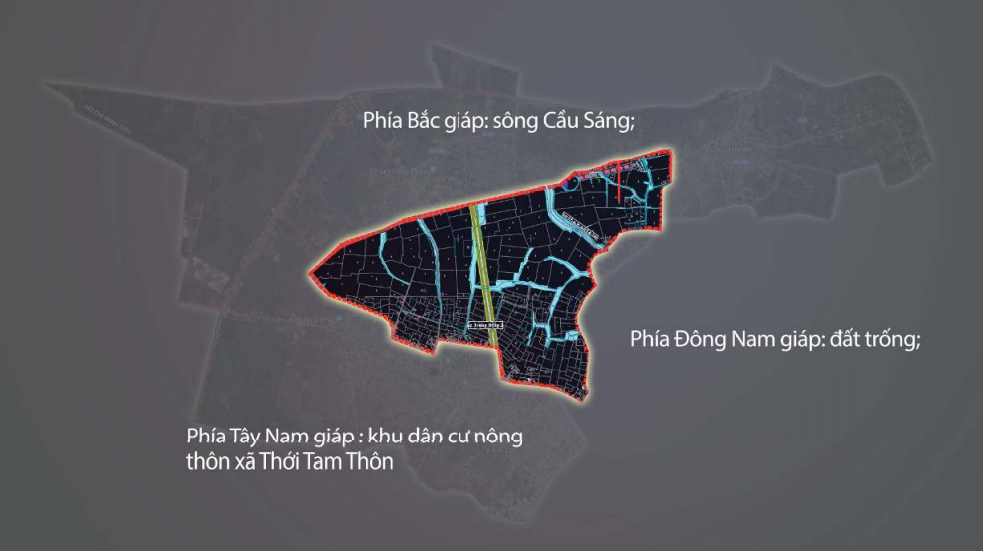 Phía Bắc giáp: sông Cầu Sáng;
Phía Đông Nam giáp: đất trống;
Phía Tây Nam giáp : khu dân cư nông
thôn xã Thới Tam Thôn